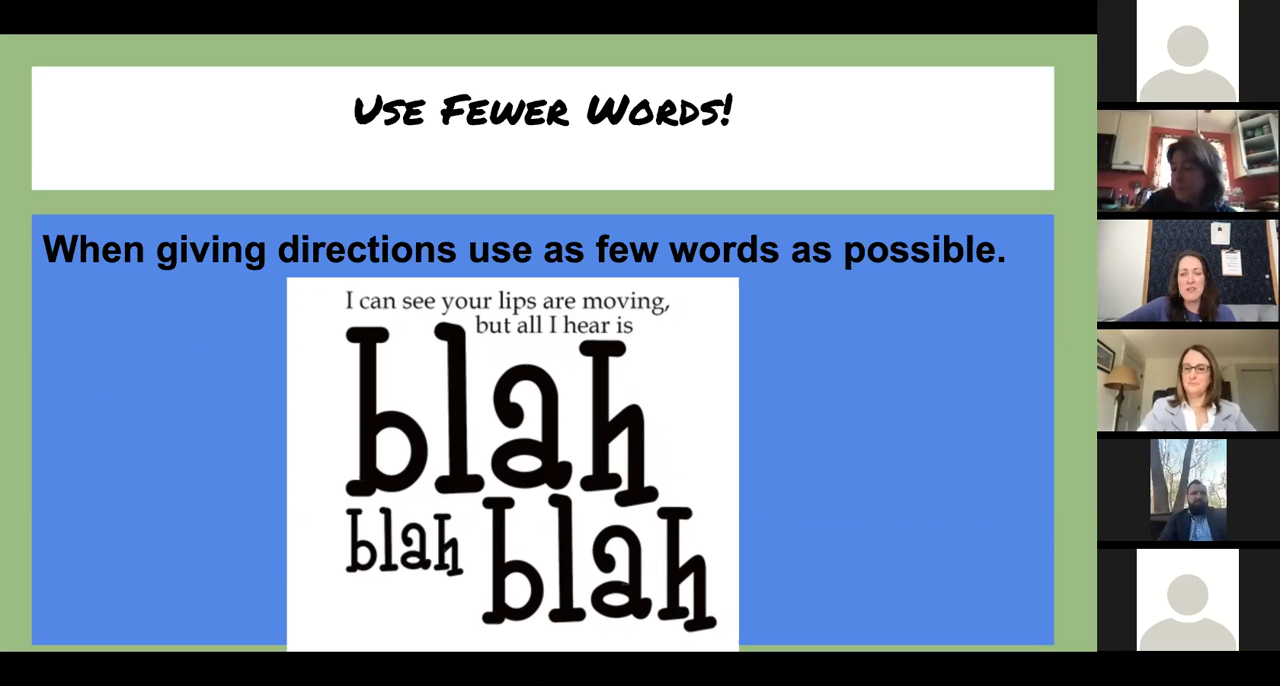 Use Fewer Words!
When giving directions use as few words as possible.
I can see your lips are moving,
but all I hear is
blah
blah blah